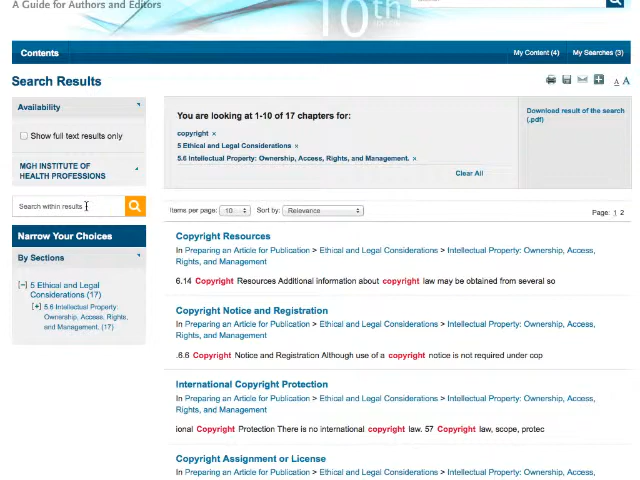 A Guide for Authors and Editors
10th
Contents
My Content (4)
My Searches (3)
Search Results
A A
Availability
Show full text results only
MGH INSTITUTE OF
HEALTH PROFESSIONS
Search within results
Narrow Your Choices
By Sections
[−] 5 Ethical and Legal
Considerations (17)
[+] 5.6 Intellectual Property:
Ownership, Access, Rights,
and Management. (17)
You are looking at 1-10 of 17 chapters for:
copyright ×
5 Ethical and Legal Considerations ×
5.6 Intellectual Property: Ownership, Access, Rights, and Management. ×
Clear All
Download result of the search
(.pdf)
Items per page: 10 Sort by: Relevance
Page: 1 2
Copyright Resources
In Preparing an Article for Publication > Ethical and Legal Considerations > Intellectual Property: Ownership, Access,
Rights, and Management
6.14 Copyright Resources Additional information about copyright law may be obtained from several so
Copyright Notice and Registration
In Preparing an Article for Publication > Ethical and Legal Considerations > Intellectual Property: Ownership, Access,
Rights, and Management
.6.6 Copyright Notice and Registration Although use of a copyright notice is not required under cop
International Copyright Protection
In Preparing an Article for Publication > Ethical and Legal Considerations > Intellectual Property: Ownership, Access,
Rights, and Management
ional Copyright Protection There is no international copyright law. 57 Copyright law, scope, protec
Copyright Assignment or License
In Preparing an Article for Publication > Ethical and Legal Considerations > Intellectual Property: Ownership, Access,